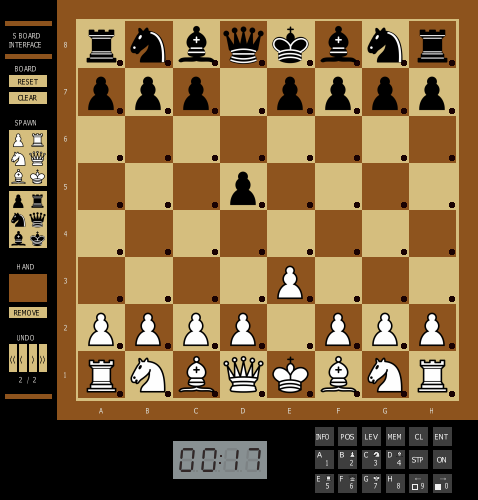 S BOARD
INTERFACE
BOARD
RESET
CLEAR
SPAWN
HAND
REMOVE
UNDO
2 / 2
8
7
6
5
4
3
2
1
A B C D E F G H
00:17
INFO POS LEV MEM CL ENT
A 1 B 2 C 3 D 4 STP ON
E 5 F 6 G 7 H 8 9 0